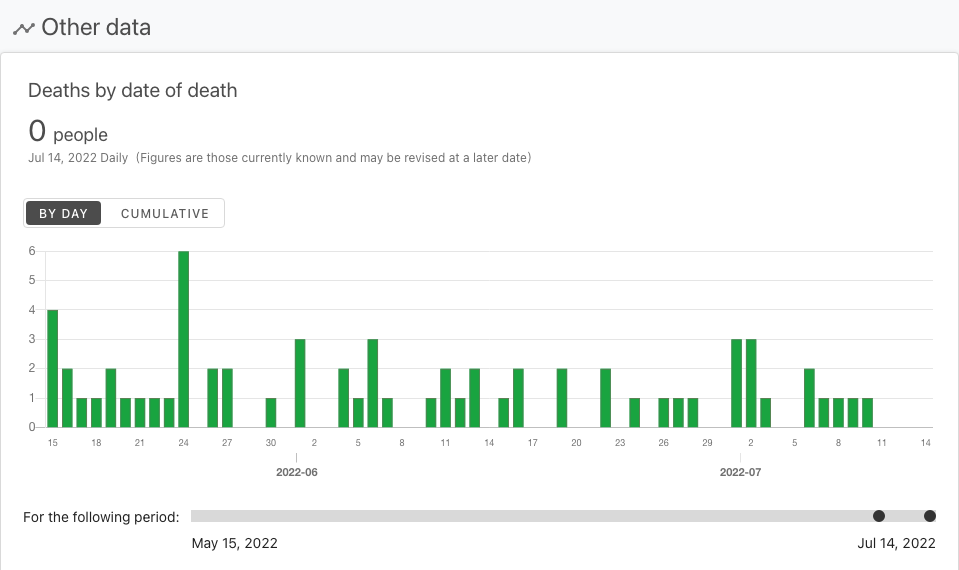 Other data
Deaths by date of death
0 people
Jul 14, 2022 Daily (Figures are those currently known and may be revised at a later date)
BY DAY CUMULATIVE
6
5
4
3
2
1
0
15 18 21 24 27 30 2 5 8 11 14 17 20 23 26 29 2 5 8 11 14
2022-06 2022-07
For the following period:
May 15, 2022 Jul 14, 2022